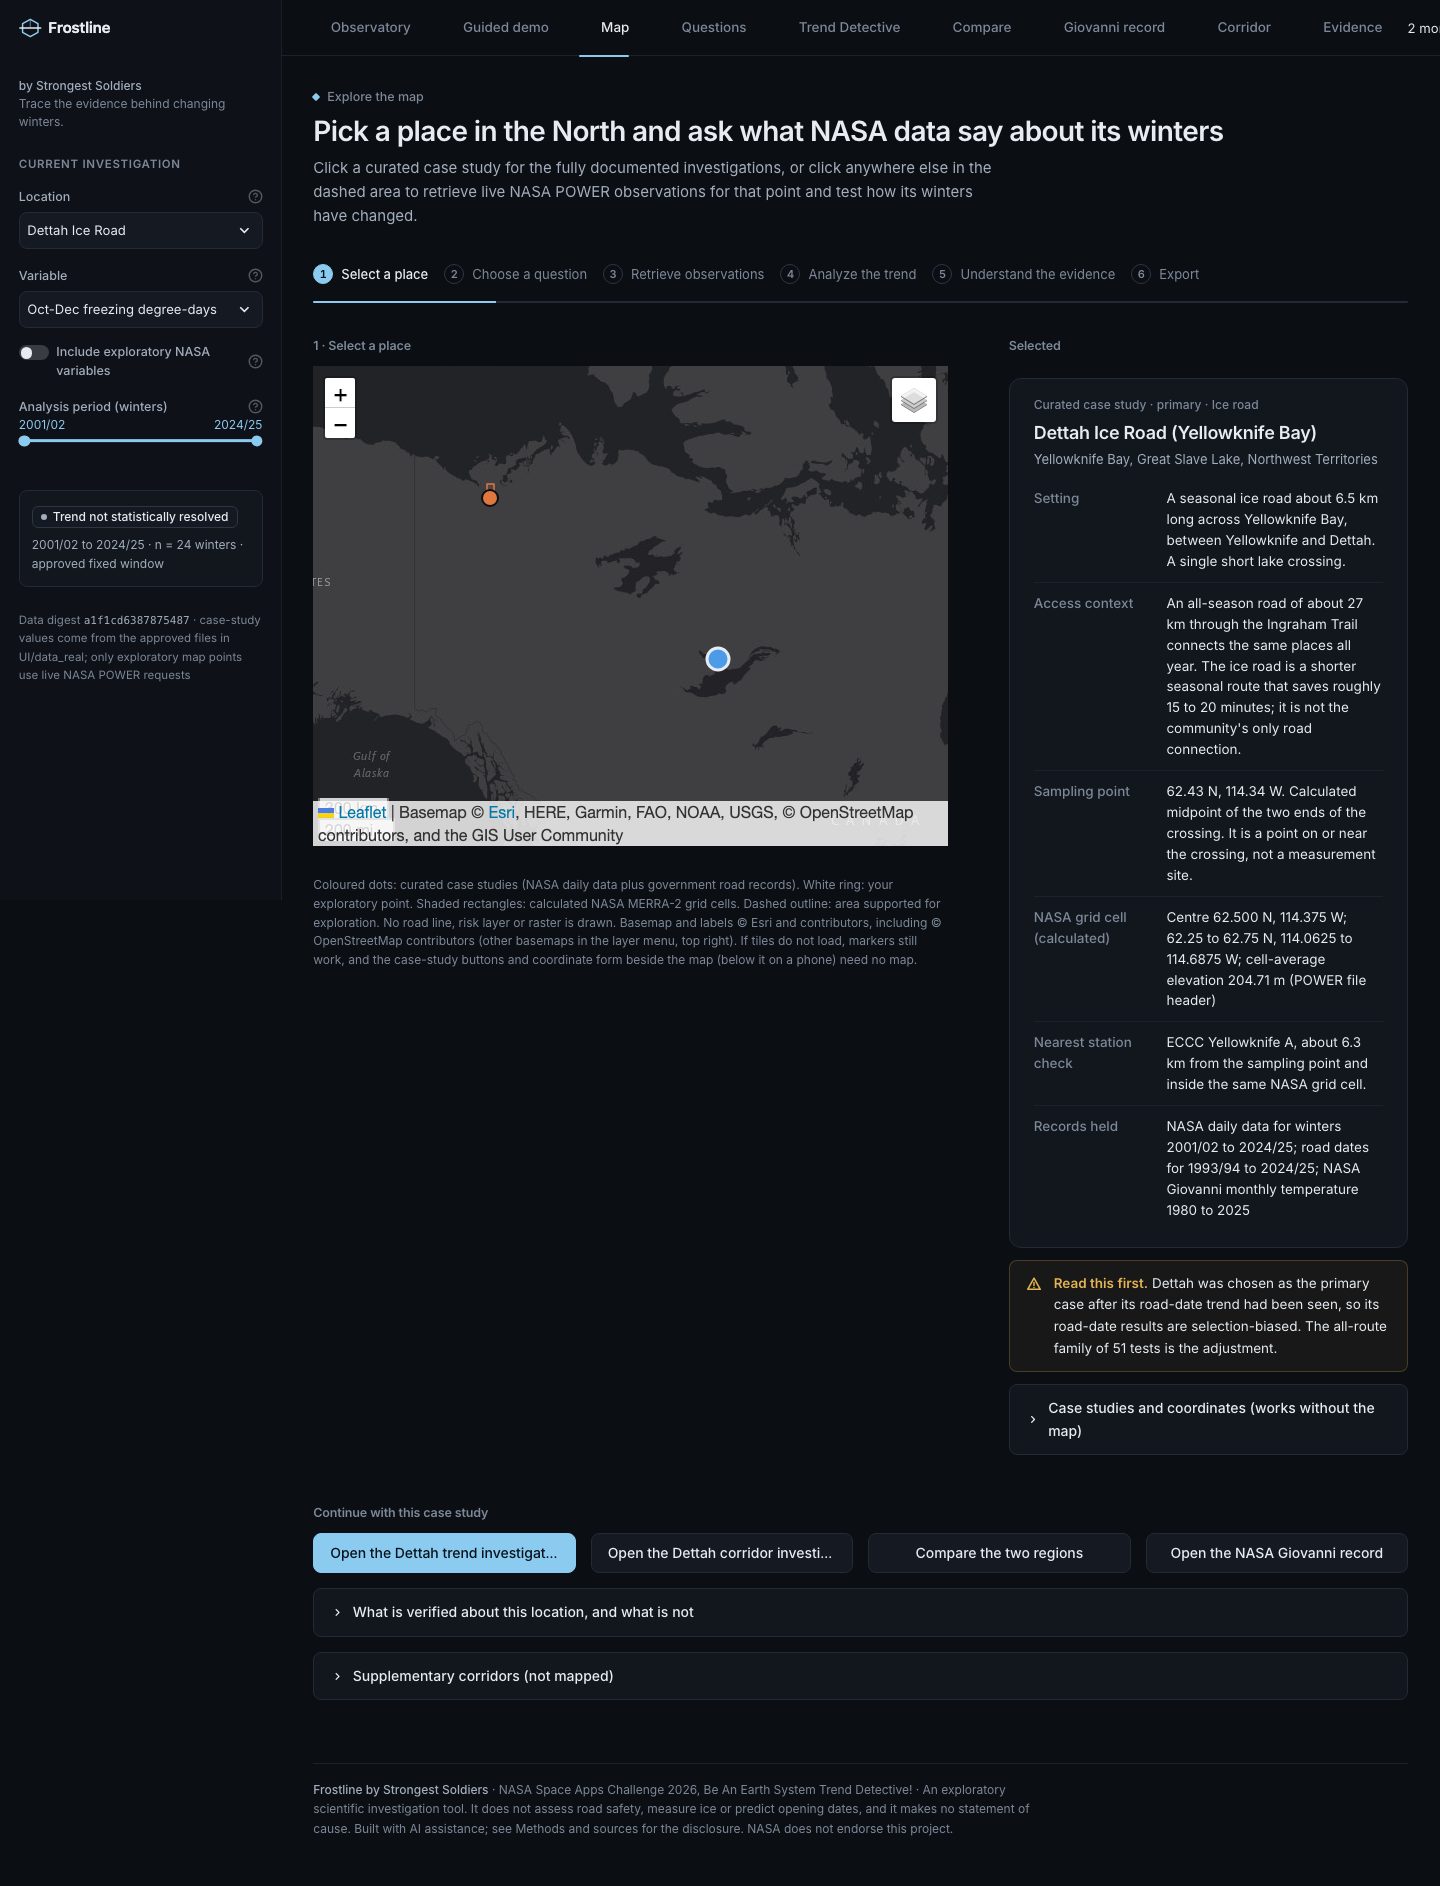 Frostline
by Strongest Soldiers
Trace the evidence behind changing
winters.
CURRENT INVESTIGATION
Location
Dettah Ice Road
Variable
Oct-Dec freezing degree-days
Include exploratory NASA
variables
Analysis period (winters)
2001/02 2024/25
Trend not statistically resolved
2001/02 to 2024/25 · n = 24 winters ·
approved fixed window
Data digest a1f1cd6387875487 · case-study
values come from the approved files in
UI/data_real; only exploratory map points
use live NASA POWER requests
Observatory Guided demo Map Questions Trend Detective Compare Giovanni record Corridor Evidence 2 mo
Explore the map
Pick a place in the North and ask what NASA data say about its winters
Click a curated case study for the fully documented investigations, or click anywhere else in the
dashed area to retrieve live NASA POWER observations for that point and test how its winters
have changed.
1 Select a place 2 Choose a question 3 Retrieve observations 4 Analyze the trend 5 Understand the evidence 6 Export
1 · Select a place
+
−
TES
Gulf of
Alaska
CANADA
Leaflet | Basemap © Esri, HERE, Garmin, FAO, NOAA, USGS, © OpenStreetMap
contributors, and the GIS User Community
Coloured dots: curated case studies (NASA daily data plus government road records). White ring: your
exploratory point. Shaded rectangles: calculated NASA MERRA-2 grid cells. Dashed outline: area supported for
exploration. No road line, risk layer or raster is drawn. Basemap and labels © Esri and contributors, including ©
OpenStreetMap contributors (other basemaps in the layer menu, top right). If tiles do not load, markers still
work, and the case-study buttons and coordinate form beside the map (below it on a phone) need no map.
Selected
Curated case study · primary · Ice road
Dettah Ice Road (Yellowknife Bay)
Yellowknife Bay, Great Slave Lake, Northwest Territories
Setting
A seasonal ice road about 6.5 km
long across Yellowknife Bay,
between Yellowknife and Dettah.
A single short lake crossing.
Access context
An all-season road of about 27
km through the Ingraham Trail
connects the same places all
year. The ice road is a shorter
seasonal route that saves roughly
15 to 20 minutes; it is not the
community's only road
connection.
Sampling point
62.43 N, 114.34 W. Calculated
midpoint of the two ends of the
crossing. It is a point on or near
the crossing, not a measurement
site.
NASA grid cell
(calculated)
Centre 62.500 N, 114.375 W;
62.25 to 62.75 N, 114.0625 to
114.6875 W; cell-average
elevation 204.71 m (POWER file
header)
Nearest station
check
ECCC Yellowknife A, about 6.3
km from the sampling point and
inside the same NASA grid cell.
Records held
NASA daily data for winters
2001/02 to 2024/25; road dates
for 1993/94 to 2024/25; NASA
Giovanni monthly temperature
1980 to 2025
Read this first. Dettah was chosen as the primary
case after its road-date trend had been seen, so its
road-date results are selection-biased. The all-route
family of 51 tests is the adjustment.
Case studies and coordinates (works without the
map)
Continue with this case study
Open the Dettah trend investigat...
Open the Dettah corridor investi...
Compare the two regions
Open the NASA Giovanni record
What is verified about this location, and what is not
Supplementary corridors (not mapped)
Frostline by Strongest Soldiers · NASA Space Apps Challenge 2026, Be An Earth System Trend Detective! · An exploratory
scientific investigation tool. It does not assess road safety, measure ice or predict opening dates, and it makes no statement of
cause. Built with AI assistance; see Methods and sources for the disclosure. NASA does not endorse this project.